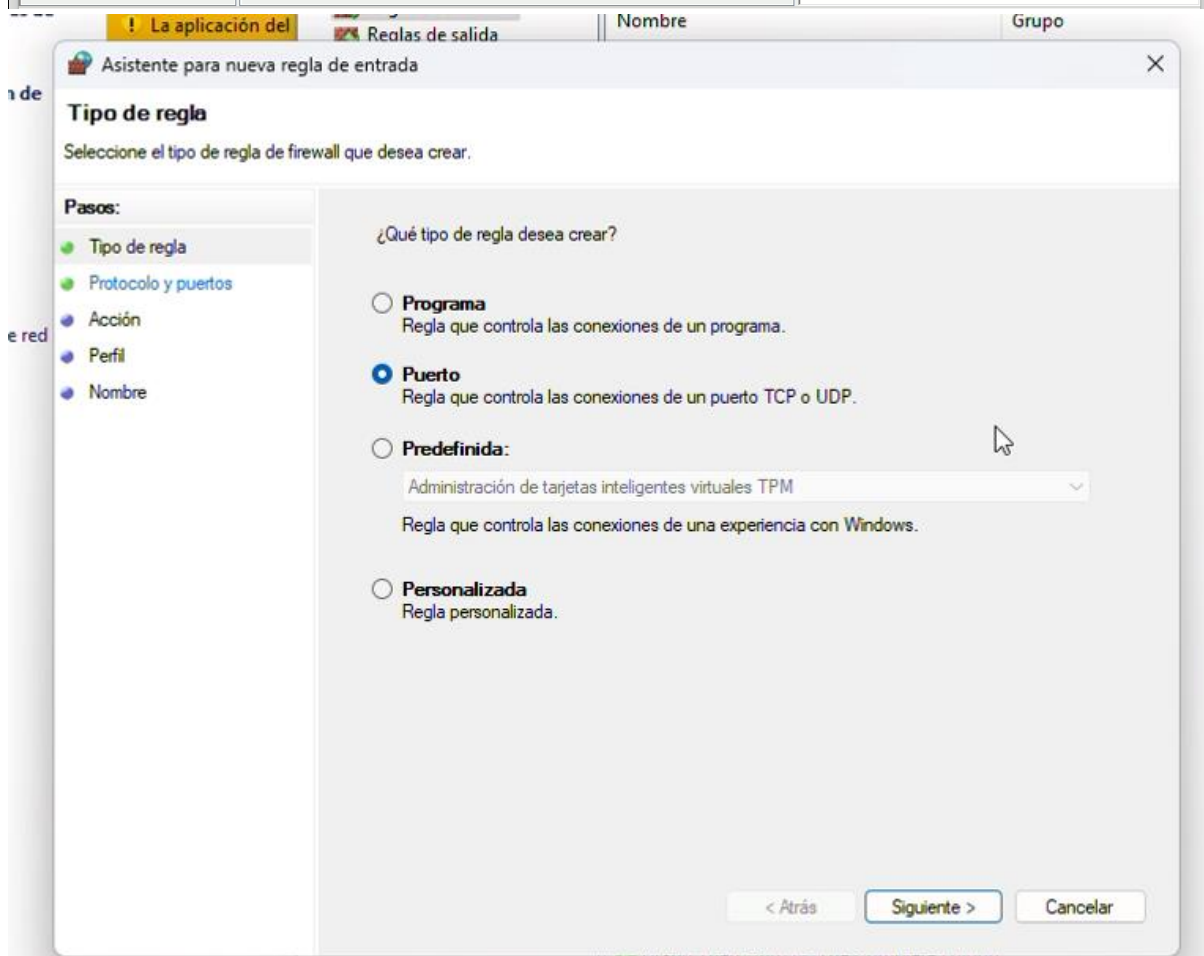 La aplicación del
Reglas de salida
Nombre
Grupo
Asistente para nueva regla de entrada
n de
Tipo de regla
Seleccione el tipo de regla de firewall que desea crear.
Pasos:
Tipo de regla
Protocolo y puertos
Acción
e red
Perfil
Nombre
¿Qué tipo de regla desea crear?
Programa
Regla que controla las conexiones de un programa.
Puerto
Regla que controla las conexiones de un puerto TCP o UDP.
Predefinida:
Administración de tarjetas inteligentes virtuales TPM
Regla que controla las conexiones de una experiencia con Windows.
Personalizada
Regla personalizada.
< Atrás
Siguiente >
Cancelar